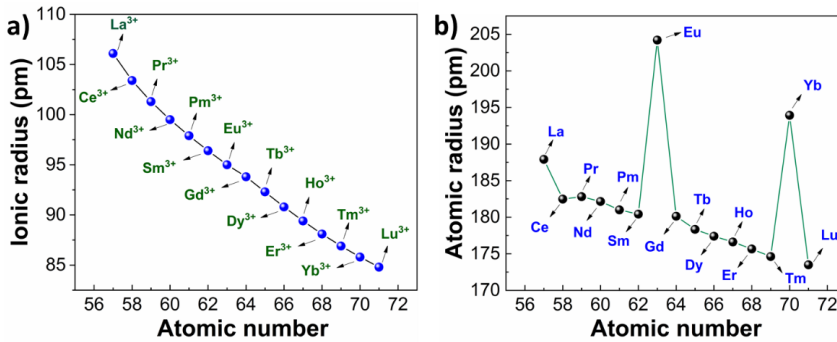 a)
Ionic radius (pm)
110
105
100
95
90
85
La³⁺
Ce³⁺
Pr³⁺
Nd³⁺
Pm³⁺
Sm³⁺
Eu³⁺
Gd³⁺
Tb³⁺
Dy³⁺
Ho³⁺
Er³⁺
Tm³⁺
Yb³⁺
Lu³⁺
56 58 60 62 64 66 68 70 72
Atomic number
b)
Atomic radius (pm)
205
200
195
190
185
180
175
170
La
Ce
Pr
Nd
Pm
Sm
Eu
Gd
Tb
Dy
Ho
Er
Tm
Yb
Lu
56 58 60 62 64 66 68 70 72
Atomic number